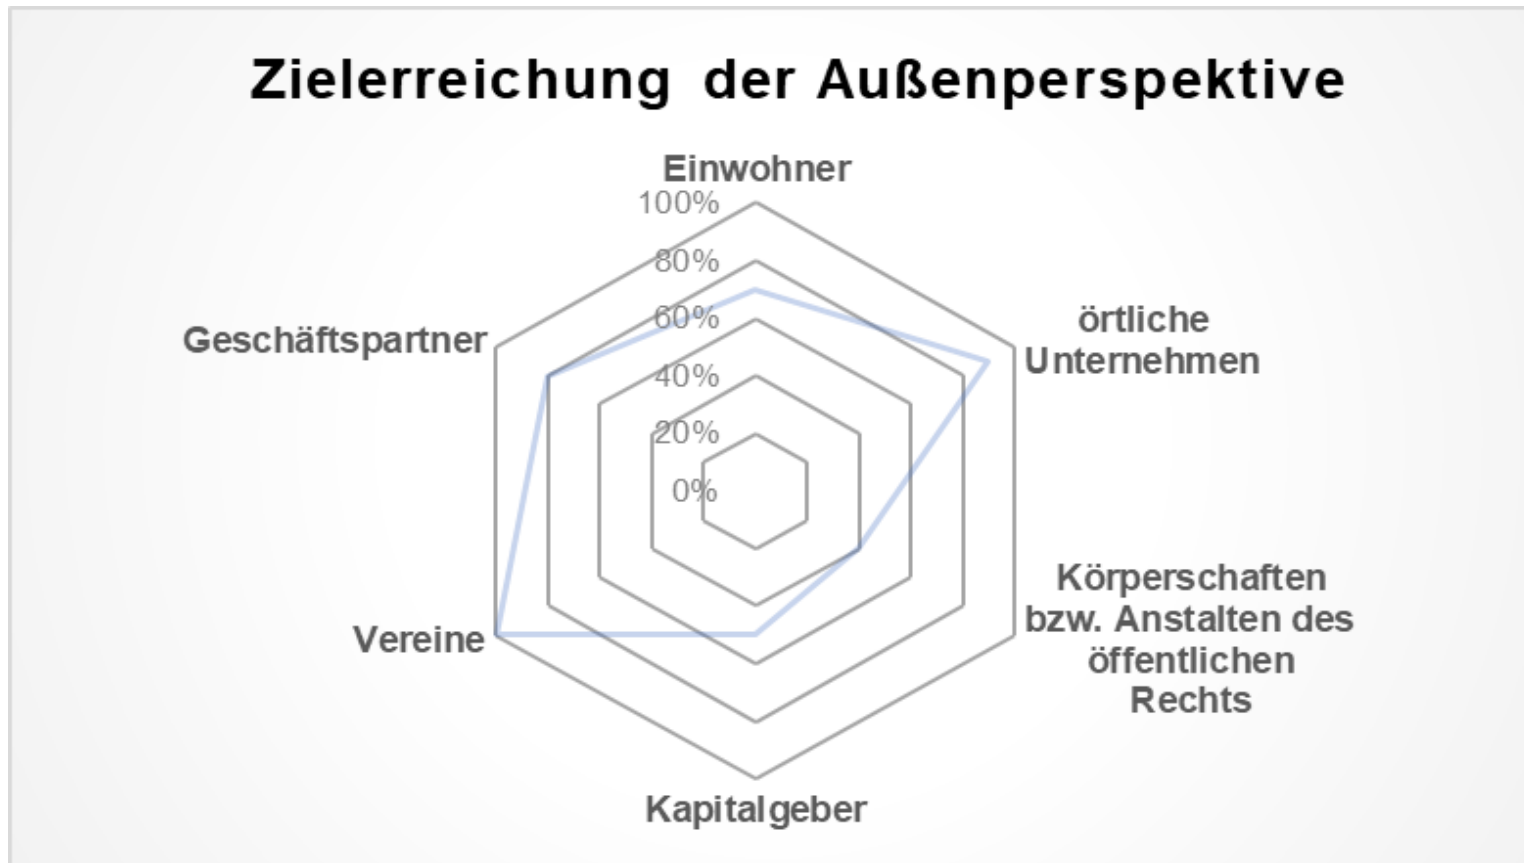 Zielerreichung der Außenperspektive
Einwohner
100%
80%
60%
40%
20%
0%
örtliche
Unternehmen
Körperschaften
bzw. Anstalten des
öffentlichen
Rechts
Kapitalgeber
Vereine
Geschäftspartner